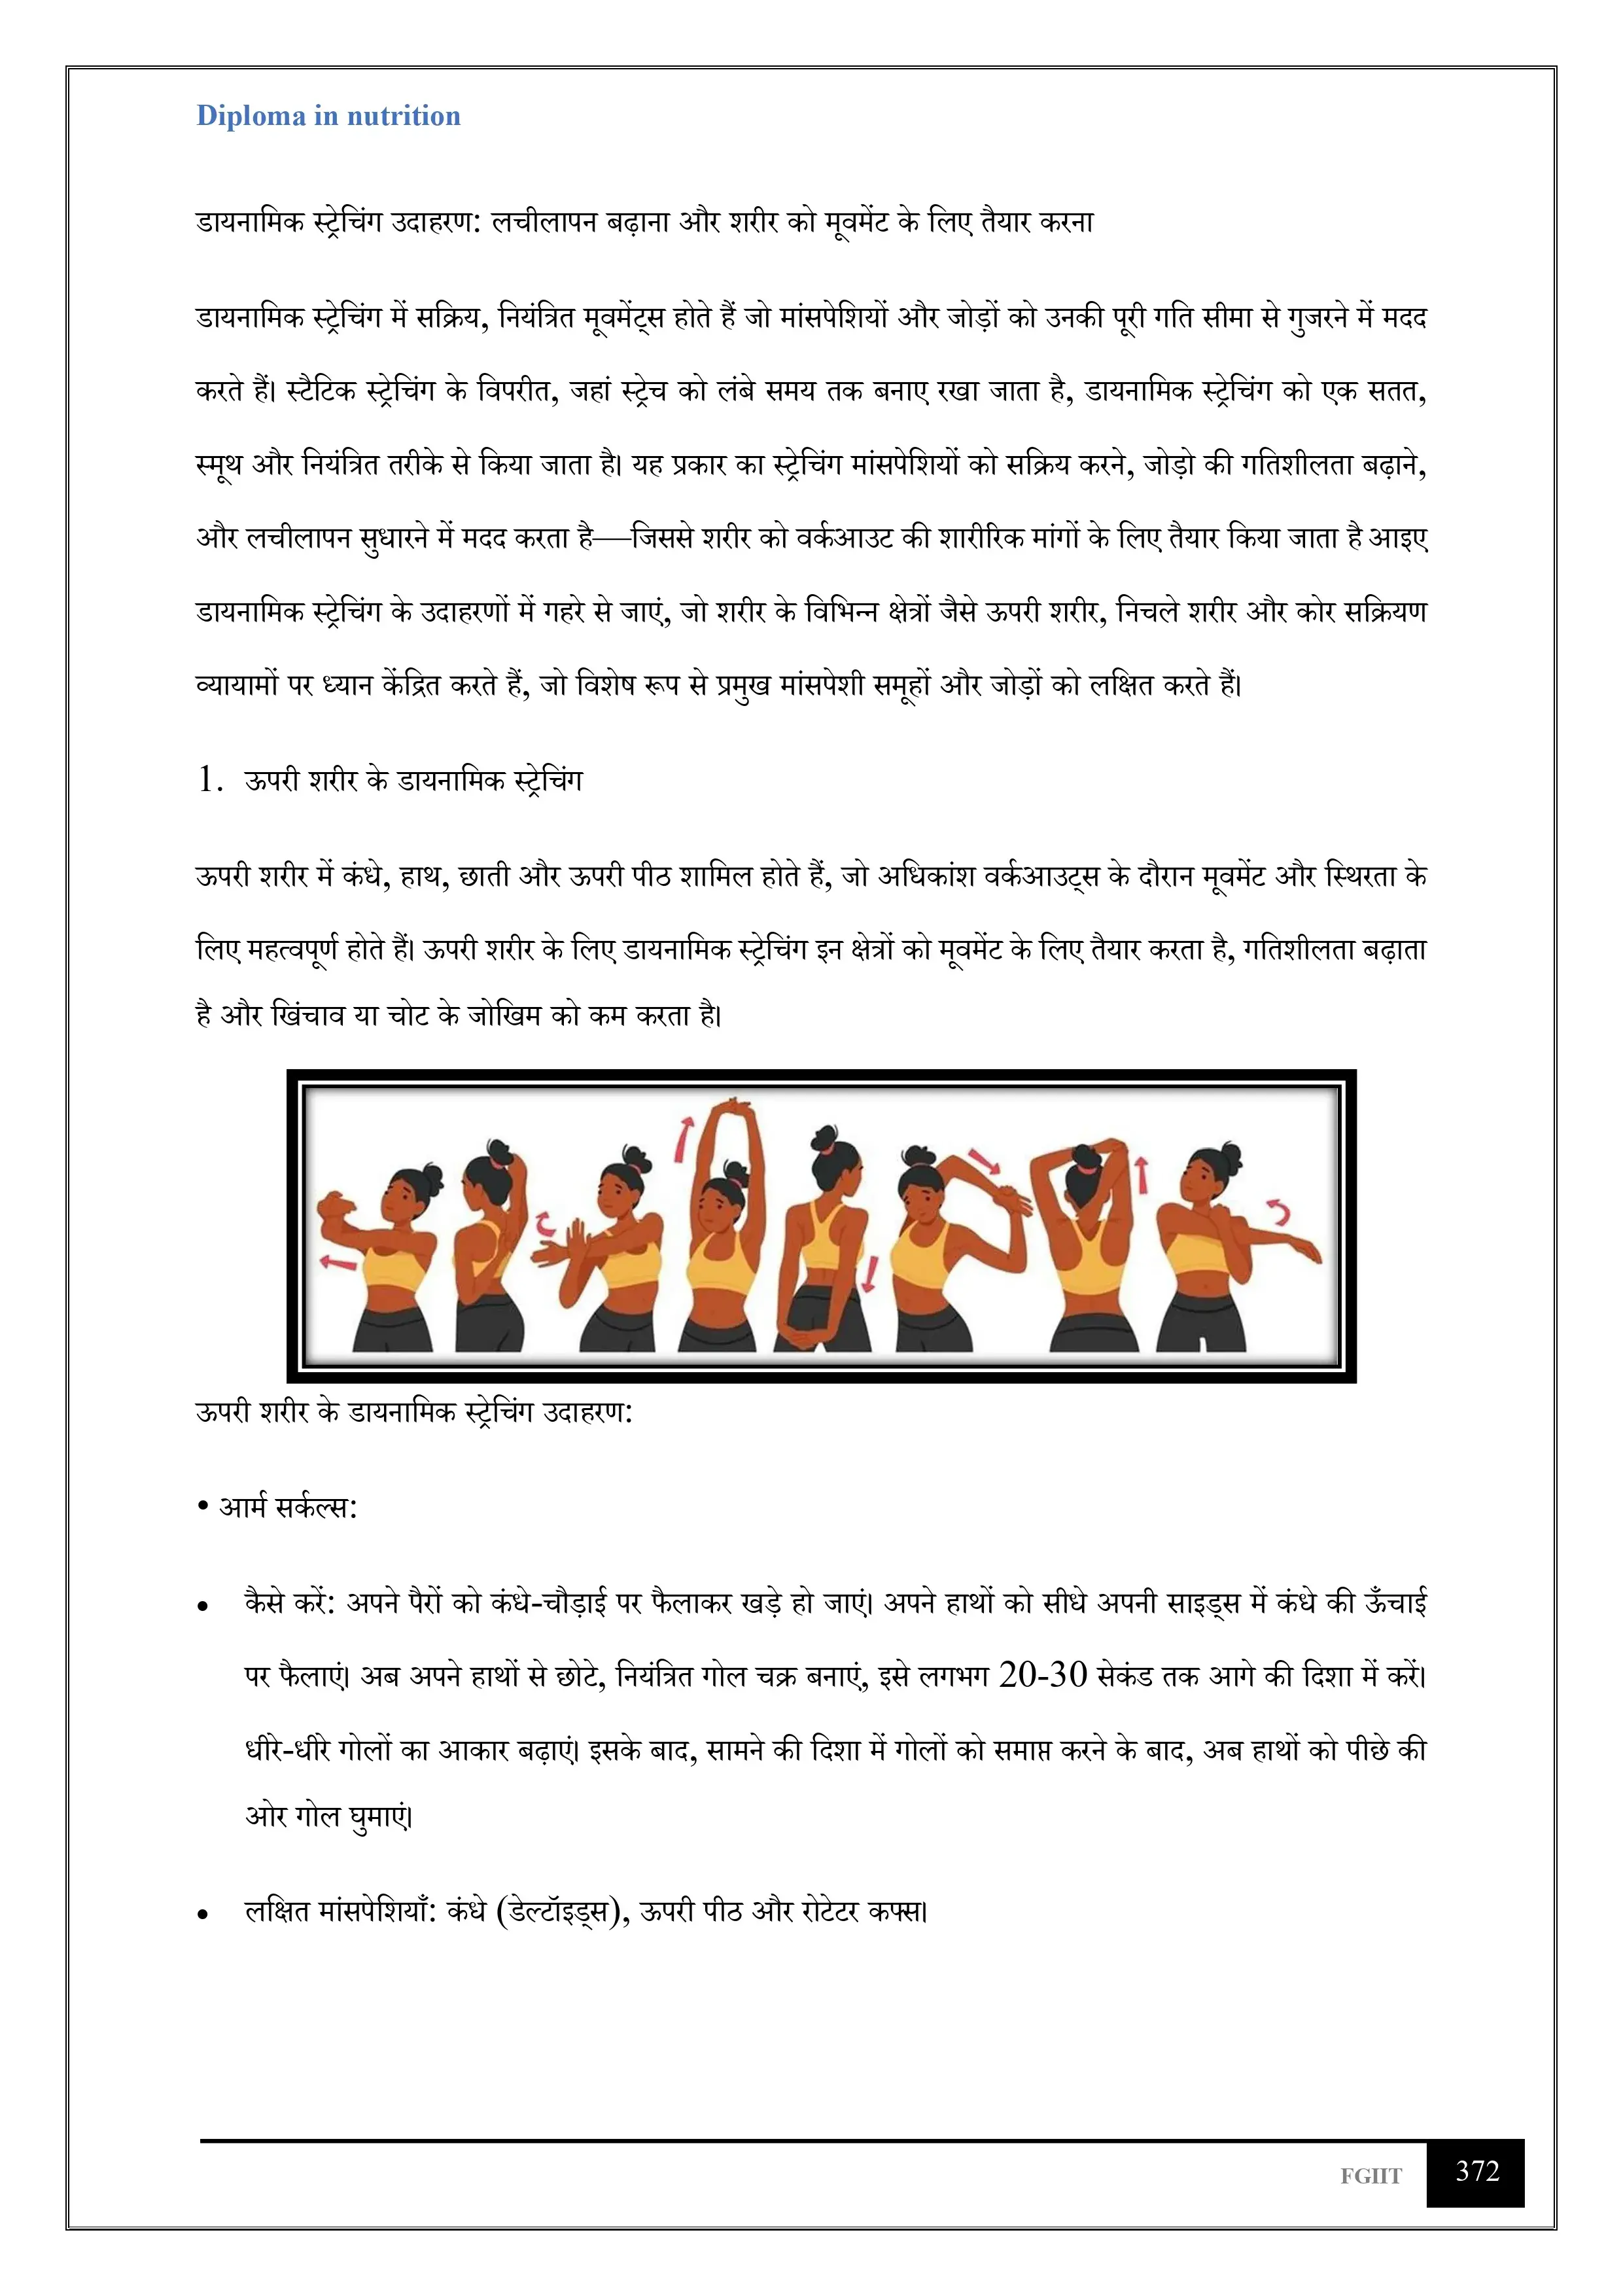 Diploma in nutrition
डायनामिक स्ट्रेचिंग उदाहरण: लचीलापन बढ़ाना और शरीर को मूवमेंट के लिए तैयार करना
डायनामिक स्ट्रेचिंग में सक्रिय, नियंत्रित मूवमेंट्स होते हैं जो मांसपेशियों और जोड़ों को उनकी पूरी गति सीमा से गुजरने में मदद
करते हैं। स्टैटिक स्ट्रेचिंग के विपरीत, जहां स्ट्रेच को लंबे समय तक बनाए रखा जाता है, डायनामिक स्ट्रेचिंग को एक सतत,
स्मूथ और नियंत्रित तरीके से किया जाता है। यह प्रकार का स्ट्रेचिंग मांसपेशियों को सक्रिय करने, जोड़ो की गतिशीलता बढ़ाने,
और लचीलापन सुधारने में मदद करता है—जिससे शरीर को वर्कआउट की शारीरिक मांगों के लिए तैयार किया जाता है आइए
डायनामिक स्ट्रेचिंग के उदाहरणों में गहरे से जाएं, जो शरीर के विभिन्न क्षेत्रों जैसे ऊपरी शरीर, निचले शरीर और कोर सक्रियण
व्यायामों पर ध्यान केंद्रित करते हैं, जो विशेष रूप से प्रमुख मांसपेशी समूहों और जोड़ों को लक्षित करते हैं।
1. ऊपरी शरीर के डायनामिक स्ट्रेचिंग
ऊपरी शरीर में कंधे, हाथ, छाती और ऊपरी पीठ शामिल होते हैं, जो अधिकांश वर्कआउट्स के दौरान मूवमेंट और स्थिरता के
लिए महत्वपूर्ण होते हैं। ऊपरी शरीर के लिए डायनामिक स्ट्रेचिंग इन क्षेत्रों को मूवमेंट के लिए तैयार करता है, गतिशीलता बढ़ाता
है और खिंचाव या चोट के जोखिम को कम करता है।
ऊपरी शरीर के डायनामिक स्ट्रेचिंग उदाहरण:
• आर्म सर्कल्स:
• कैसे करें: अपने पैरों को कंधे-चौड़ाई पर फैलाकर खड़े हो जाएं। अपने हाथों को सीधे अपनी साइड्स में कंधे की ऊँचाई
पर फैलाएं। अब अपने हाथों से छोटे, नियंत्रित गोल चक्र बनाएं, इसे लगभग 20-30 सेकंड तक आगे की दिशा में करें।
धीरे-धीरे गोलों का आकार बढ़ाएं। इसके बाद, सामने की दिशा में गोलों को समाप्त करने के बाद, अब हाथों को पीछे की
ओर गोल घुमाएं।
• लक्षित मांसपेशियाँ: कंधे (डेल्टॉइड्स), ऊपरी पीठ और रोटेटर कफ्स।
FGIIT 372